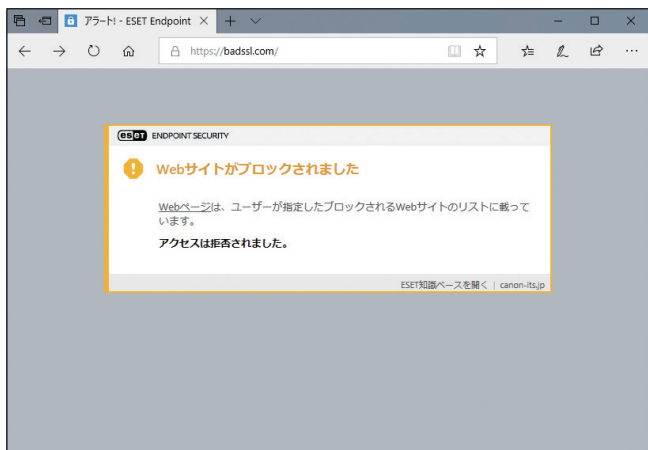 アラート! - ESET Endpoint
https://badssl.com/
eset ENDPOINT SECURITY
Webサイトがブロックされました
Webページは、ユーザーが指定したブロックされるWebサイトのリストに載って
います。
アクセスは拒否されました。
ESET知識ベースを開く | canon-its.jp